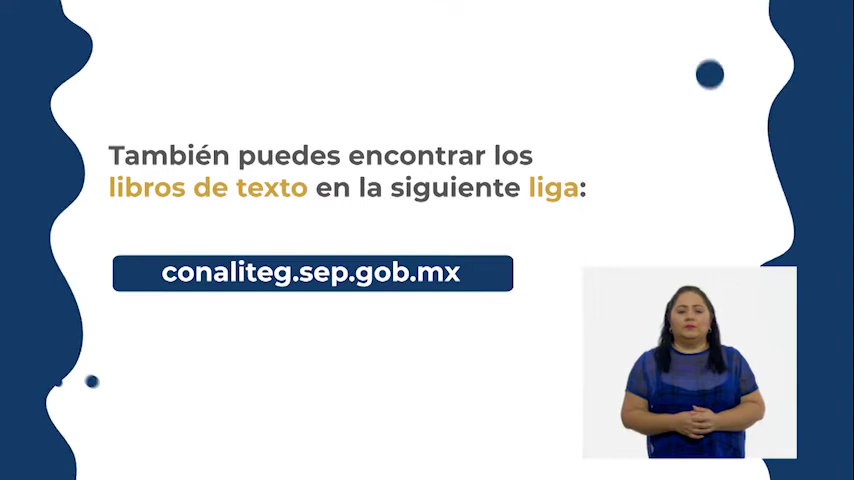 También puedes encontrar los
libros de texto en la siguiente liga:
conaliteg.sep.gob.mx